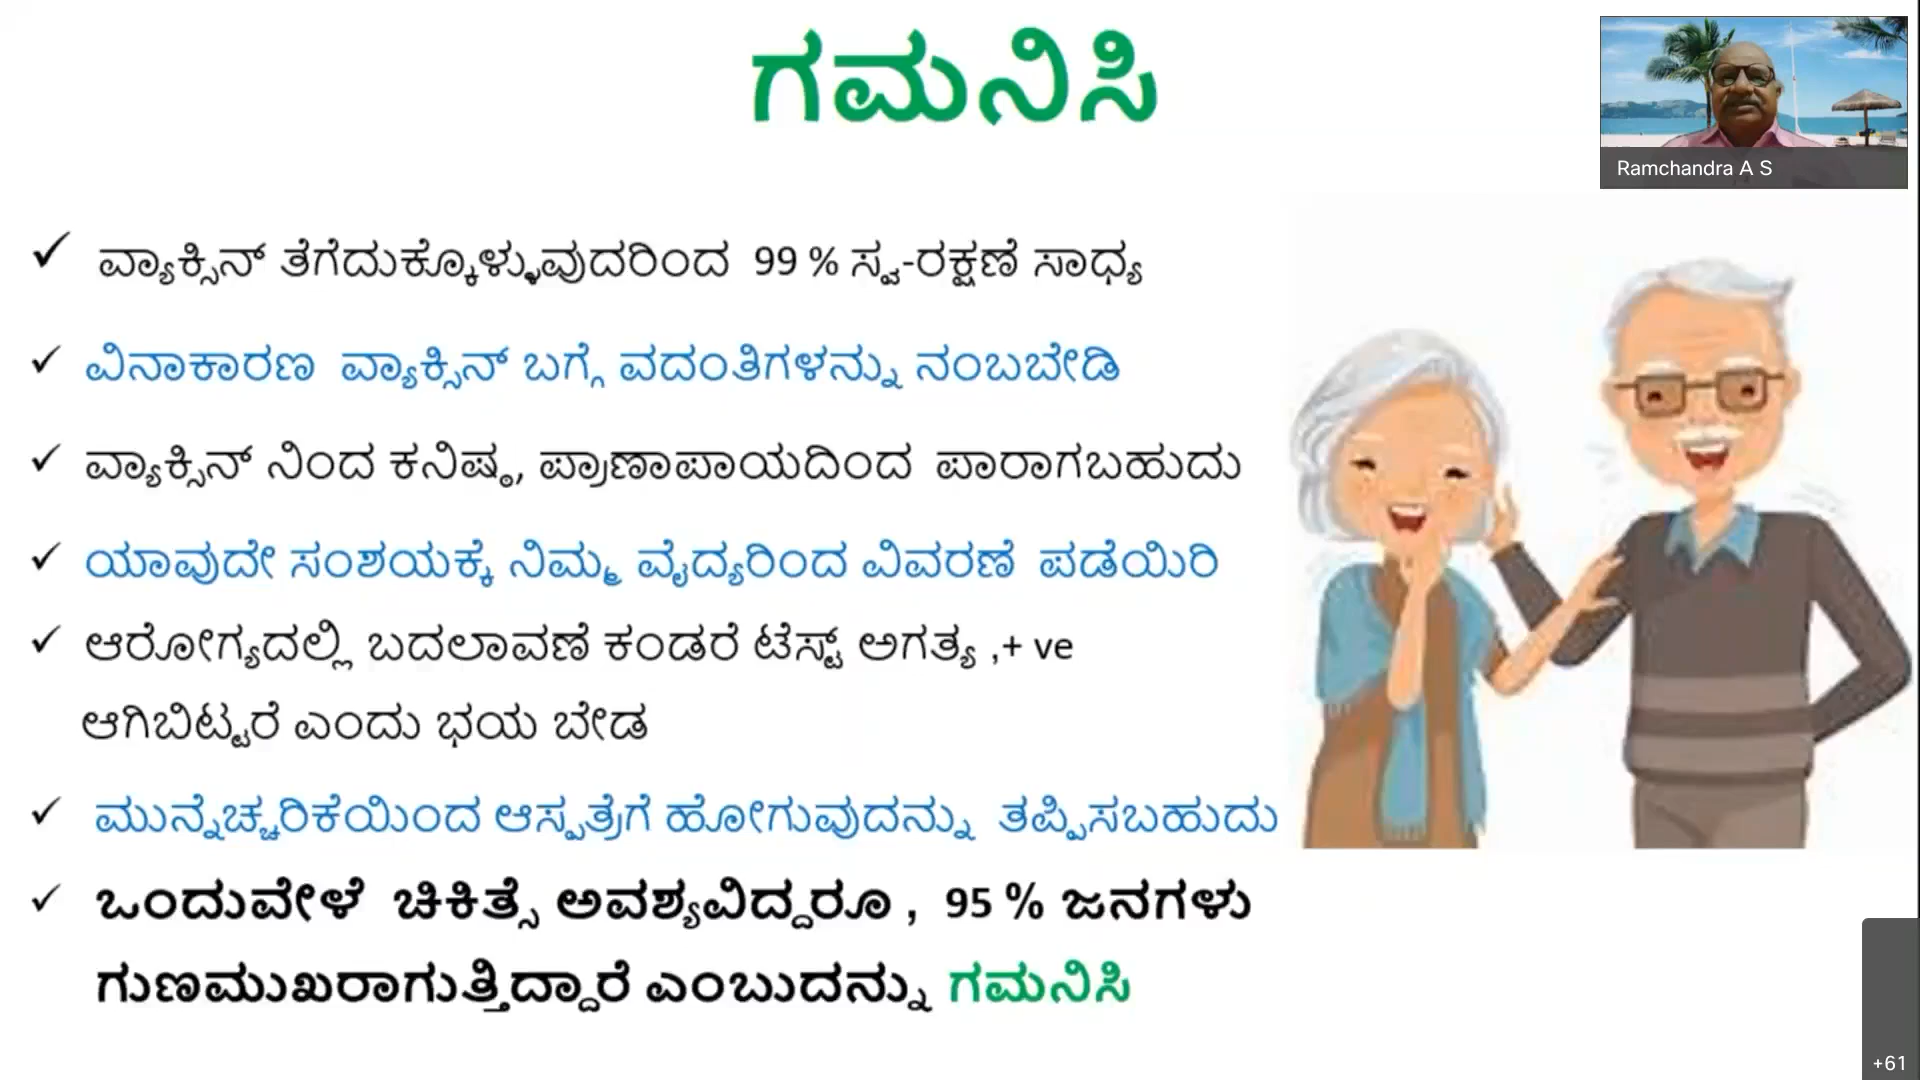 ಗಮನಿಸಿ
Ramchandra A S
✓ ವ್ಯಾಕ್ಸಿನ್ ತೆಗೆದುಕ್ಕೊಳ್ಳುವುದರಿಂದ 99 % ಸ್ವ-ರಕ್ಷಣೆ ಸಾಧ್ಯ
✓ ವಿನಾಕಾರಣ ವ್ಯಾಕ್ಸಿನ್ ಬಗ್ಗೆ ವದಂತಿಗಳನ್ನು ನಂಬಬೇಡಿ
✓ ವ್ಯಾಕ್ಸಿನ್ ನಿಂದ ಕನಿಷ್ಠ, ಪ್ರಾಣಾಪಾಯದಿಂದ ಪಾರಾಗಬಹುದು
✓ ಯಾವುದೇ ಸಂಶಯಕ್ಕೆ ನಿಮ್ಮ ವೈದ್ಯರಿಂದ ವಿವರಣೆ ಪಡೆಯಿರಿ
✓ ಆರೋಗ್ಯದಲ್ಲಿ ಬದಲಾವಣೆ ಕಂಡರೆ ಟೆಸ್ಟ್ ಅಗತ್ಯ ,+ ve
ಆಗಿಬಿಟ್ಟರೆ ಎಂದು ಭಯ ಬೇಡ
✓ ಮುನ್ನೆಚ್ಚರಿಕೆಯಿಂದ ಆಸ್ಪತ್ರೆಗೆ ಹೋಗುವುದನ್ನು ತಪ್ಪಿಸಬಹುದು
✓ ಒಂದುವೇಳೆ ಚಿಕಿತ್ಸೆ ಅವಶ್ಯವಿದ್ದರೂ , 95 % ಜನಗಳು
ಗುಣಮುಖರಾಗುತ್ತಿದ್ದಾರೆ ಎಂಬುದನ್ನು ಗಮನಿಸಿ
+61